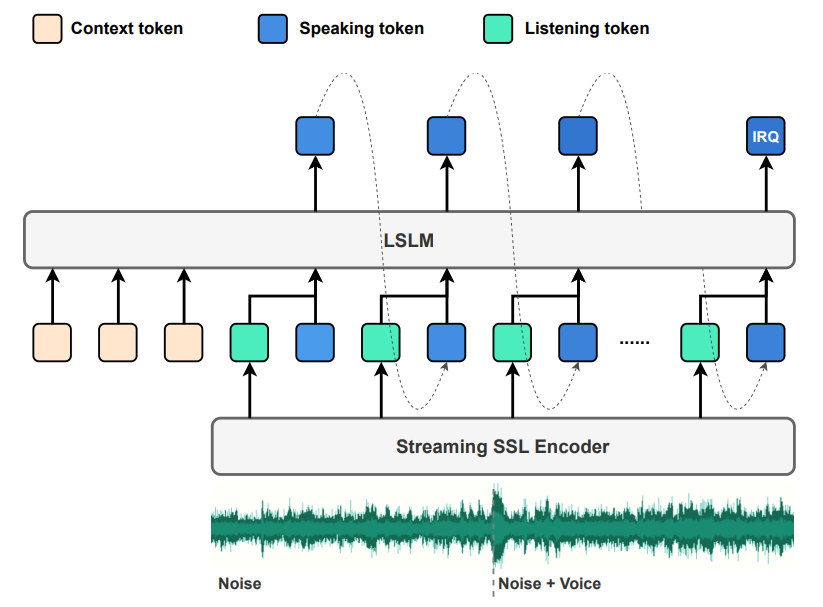 Context token
Speaking token
Listening token
IRQ
LSLM
......
Streaming SSL Encoder
Noise
Noise + Voice